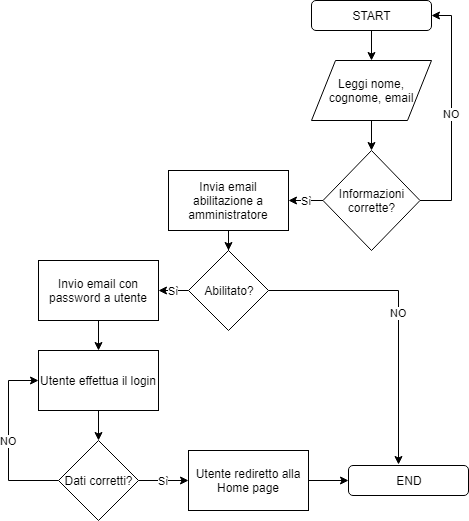 START
Leggi nome,
cognome, email
NO
Informazioni
corrette?
Sì
Invia email
abilitazione a
amministratore
Abilitato?
Sì
NO
Invio email con
password a utente
Utente effettua il login
NO
Dati corretti?
Sì
Utente rediretto alla
Home page
END